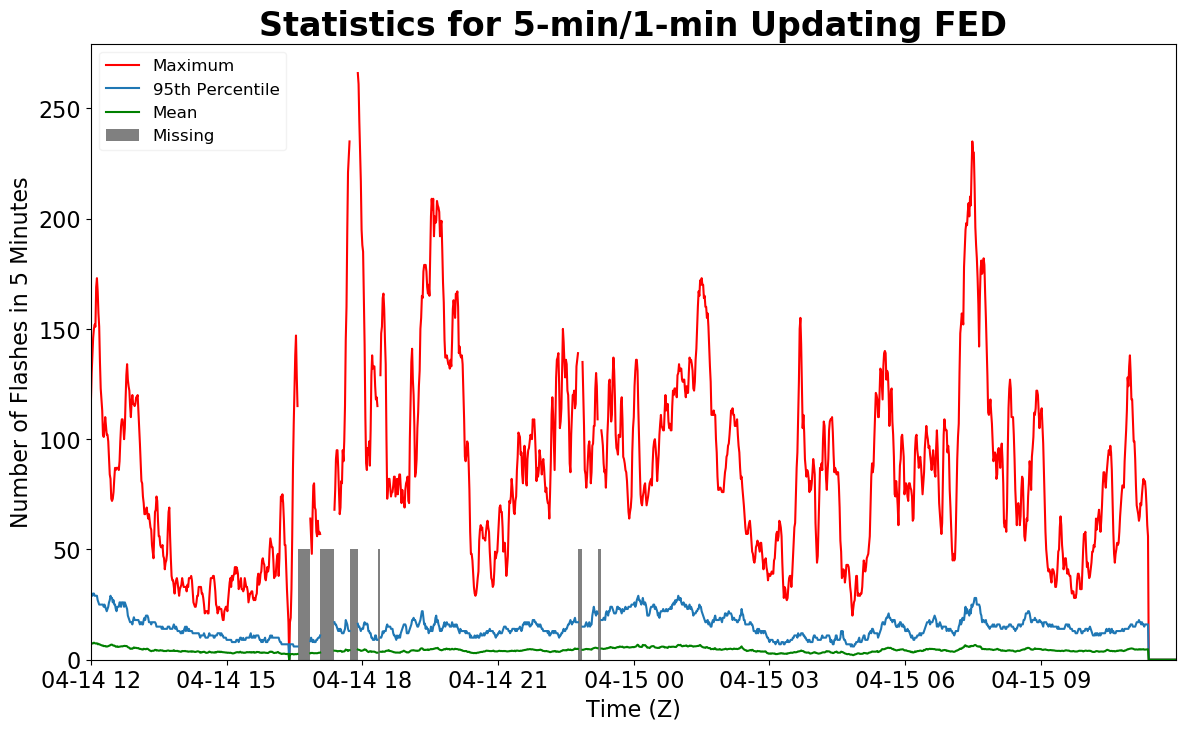 Statistics for 5-min/1-min Updating FED
Maximum
95th Percentile
Mean
Missing
Number of Flashes in 5 Minutes
250
200
150
100
50
0
04-14 12
04-14 15
04-14 18
04-14 21
04-15 00
04-15 03
04-15 06
04-15 09
Time (Z)